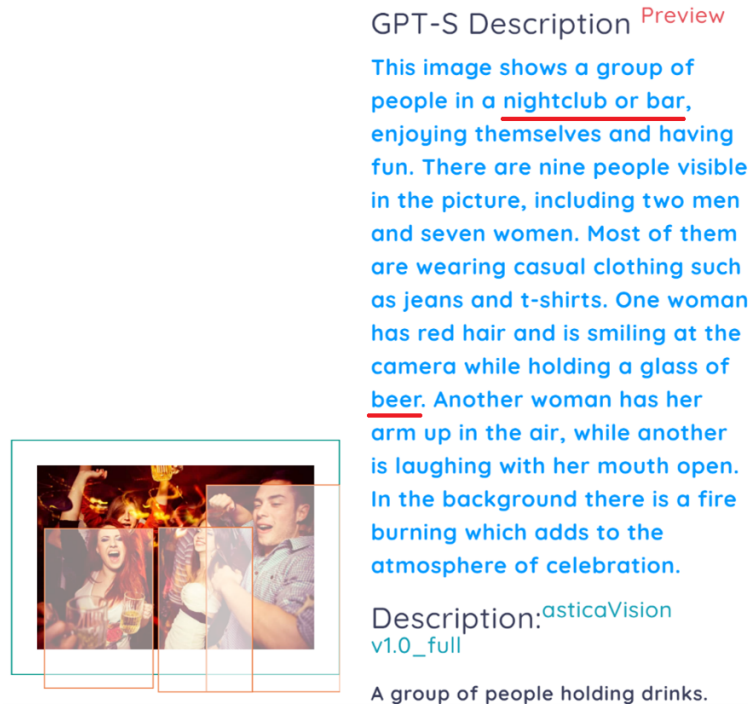 GPT-S Description Preview
This image shows a group of
people in a nightclub or bar,
enjoying themselves and having
fun. There are nine people visible
in the picture, including two men
and seven women. Most of them
are wearing casual clothing such
as jeans and t-shirts. One woman
has red hair and is smiling at the
camera while holding a glass of
beer. Another woman has her
arm up in the air, while another
is laughing with her mouth open.
In the background there is a fire
burning which adds to the
atmosphere of celebration.
Description:asticaVision
v1.0_full
A group of people holding drinks.